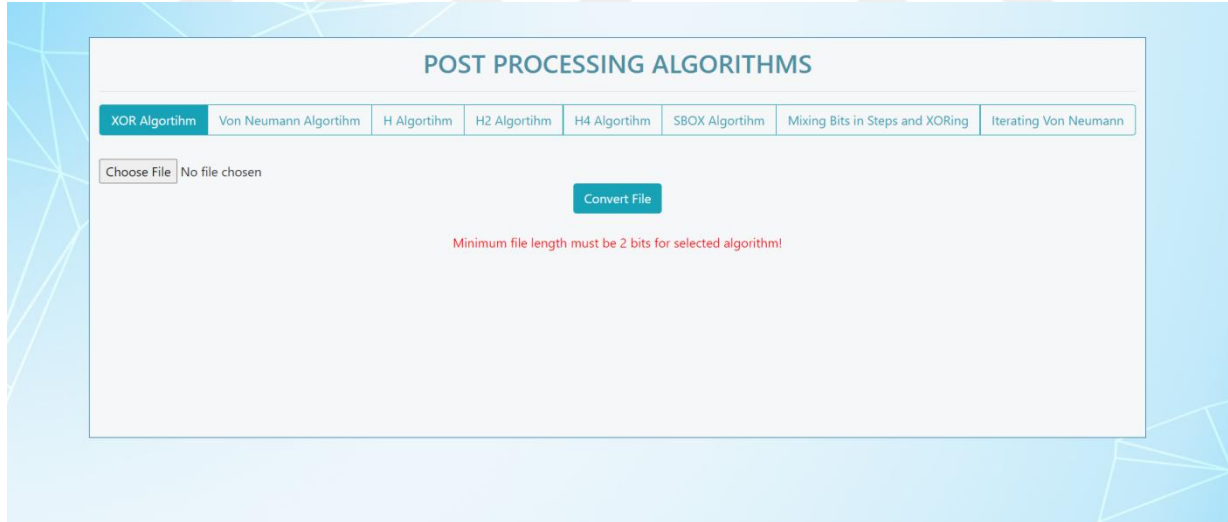 POST PROCESSING ALGORITHMS
XOR Algortihm Von Neumann Algortihm H Algortihm H2 Algortihm H4 Algortihm SBOX Algortihm Mixing Bits in Steps and XORing Iterating Von Neumann
Choose File No file chosen
Convert File
Minimum file length must be 2 bits for selected algorithm!